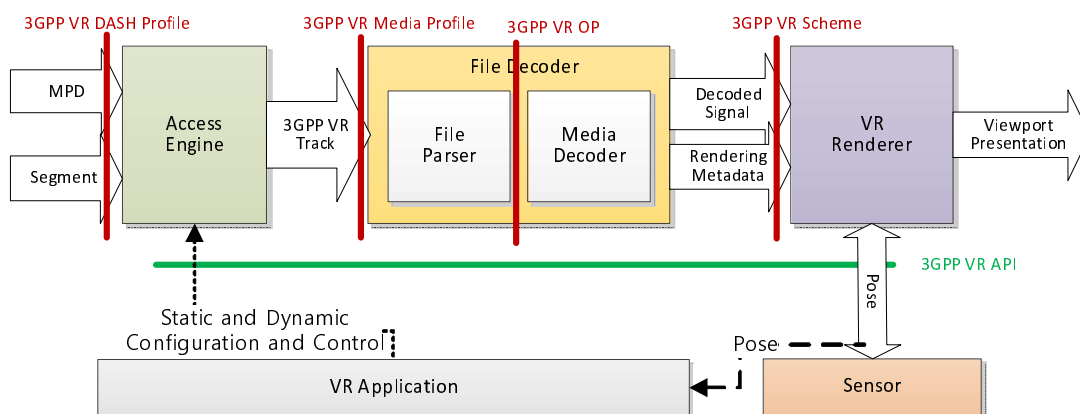 3GPP VR DASH Profile
3GPP VR Media Profile
3GPP VR OP
3GPP VR Scheme
MPD
Segment
Access
Engine
3GPP VR
Track
File Decoder
File
Parser
Media
Decoder
Decoded
Signal
Rendering
Metadata
VR
Renderer
Viewport
Presentation
3GPP VR API
Pose
Static and Dynamic
Configuration and Control
Pose
VR Application
Sensor